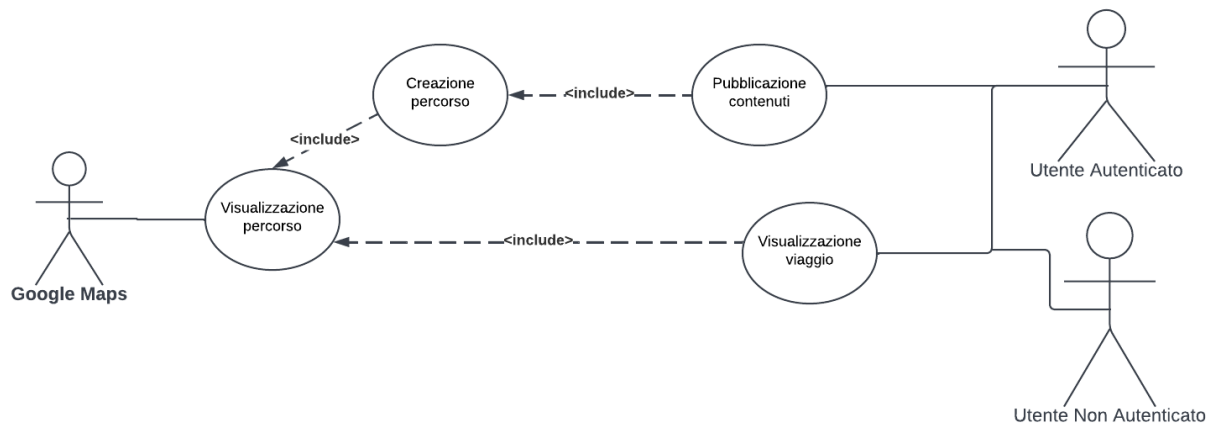 Creazione
percorso
<include>
Pubblicazione
contenuti
Utente Autenticato
<include>
Visualizzazione
percorso
Google Maps
<include>
Visualizzazione
viaggio
Utente Non Autenticato